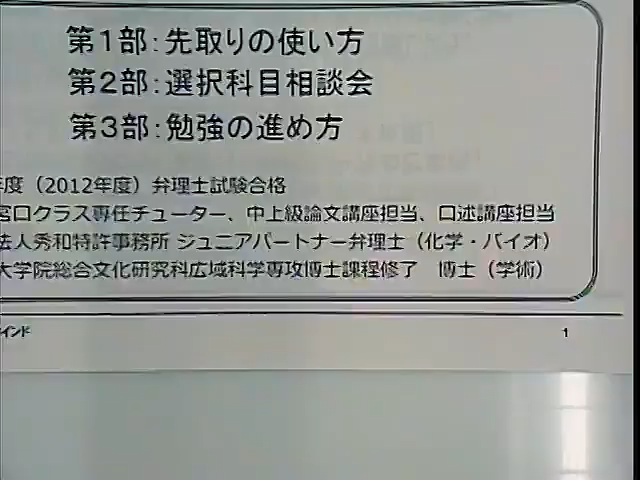 第1部：先取りの使い方
第2部：選択科目相談会
第3部：勉強の進め方
年度（2012年度）弁理士試験合格
宮口クラス専任チューター、中上級論文講座担当、口述講座担当
法人秀和特許事務所 ジュニアパートナー弁理士（化学・バイオ）
大学院総合文化研究科広域科学専攻博士課程修了　博士（学術）
インド
1